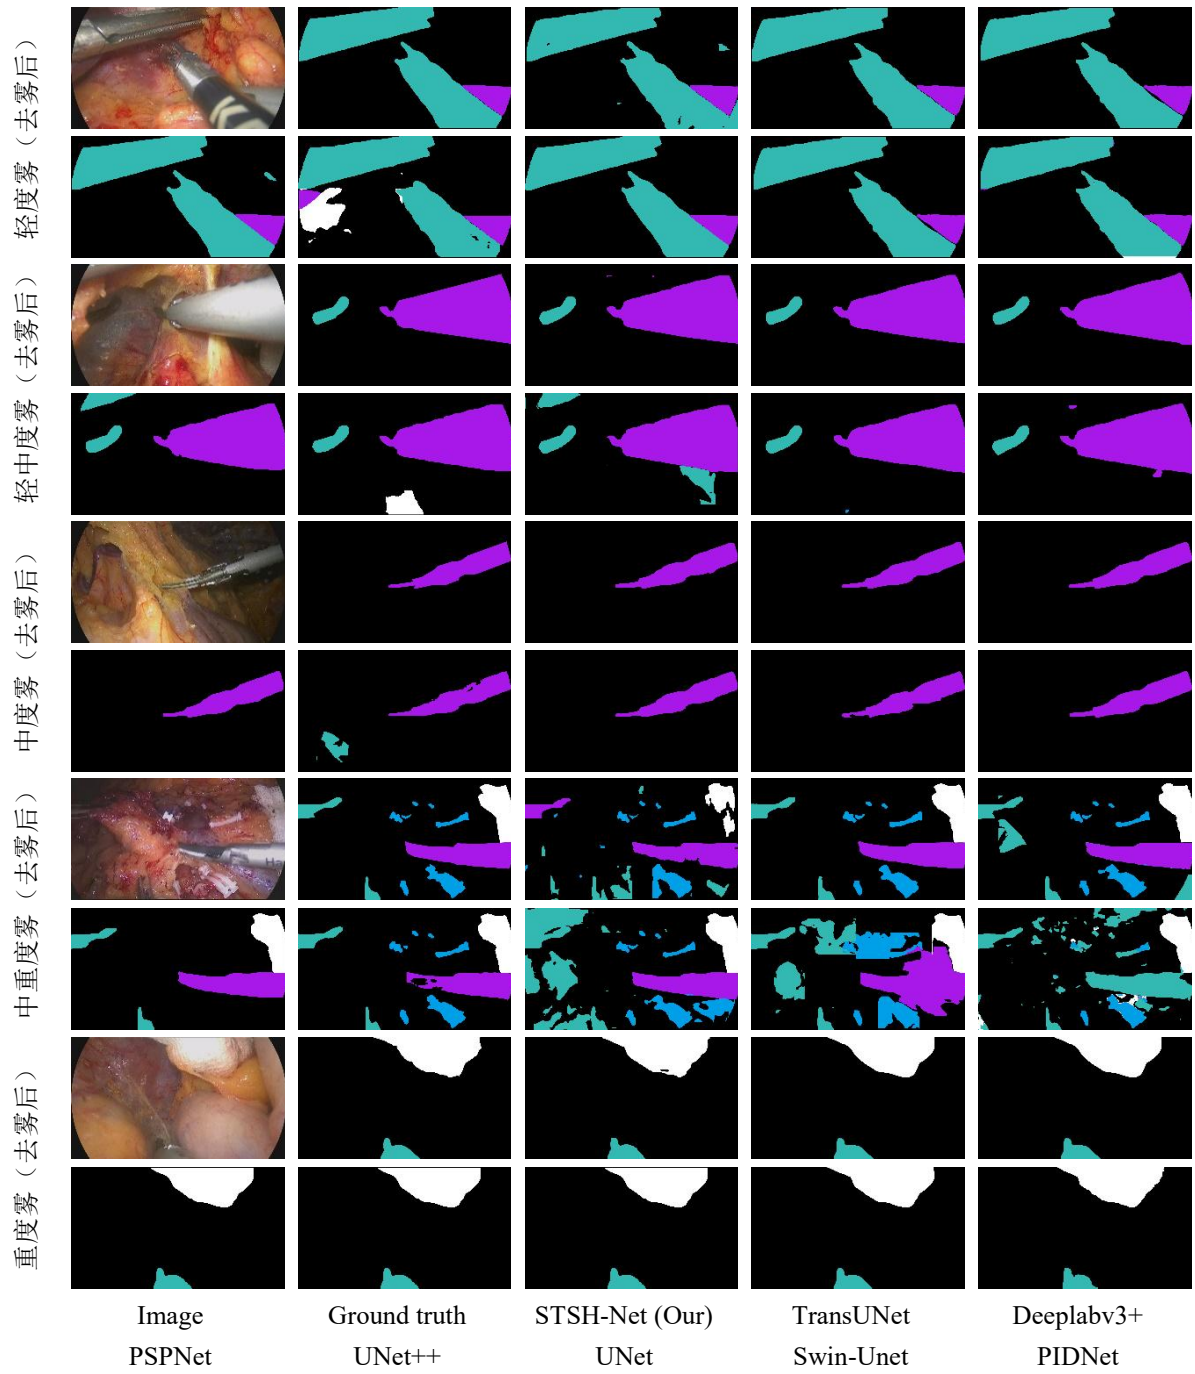 轻度雾（去雾后）
轻中度雾（去雾后）
中度雾（去雾后）
中重度雾（去雾后）
重度雾（去雾后）
Image Ground truth STSH-Net (Our) TransUNet Deeplabv3+
PSPNet UNet++ UNet Swin-Unet PIDNet